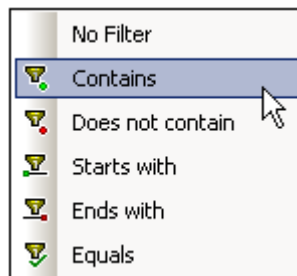 No Filter
Contains
Does not contain
Starts with
Ends with
Equals